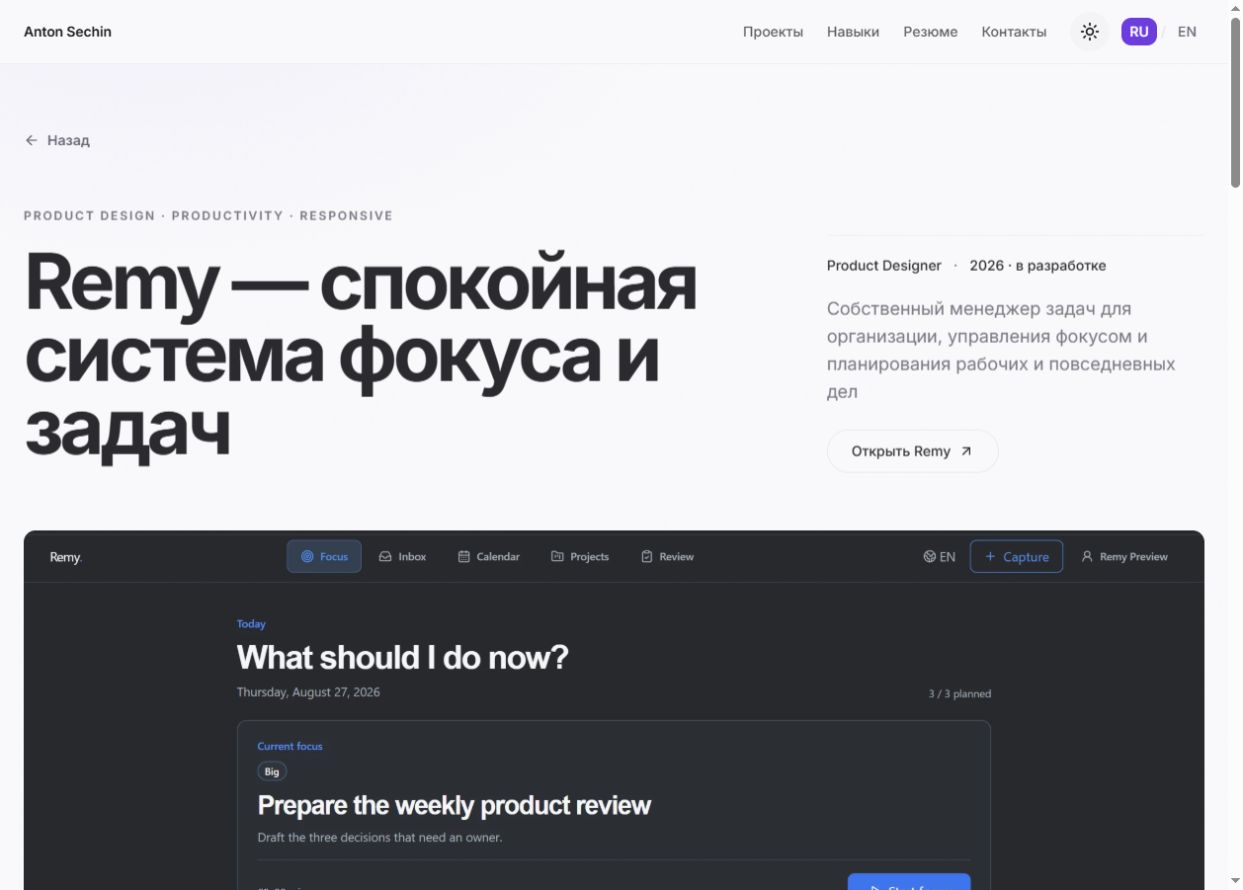 Anton Sechin
Проекты
Навыки
Резюме
Контакты
RU / EN
← Назад
PRODUCT DESIGN · PRODUCTIVITY · RESPONSIVE
Remy — спокойная
система фокуса и
задач
Product Designer · 2026 · в разработке
Собственный менеджер задач для
организации, управления фокусом и
планирования рабочих и повседневных
дел
Открыть Remy ↗
Remy.
Focus
Inbox
Calendar
Projects
Review
EN
+ Capture
Remy Preview
Today
What should I do now?
Thursday, August 27, 2026
3 / 3 planned
Current focus
Big
Prepare the weekly product review
Draft the three decisions that need an owner.